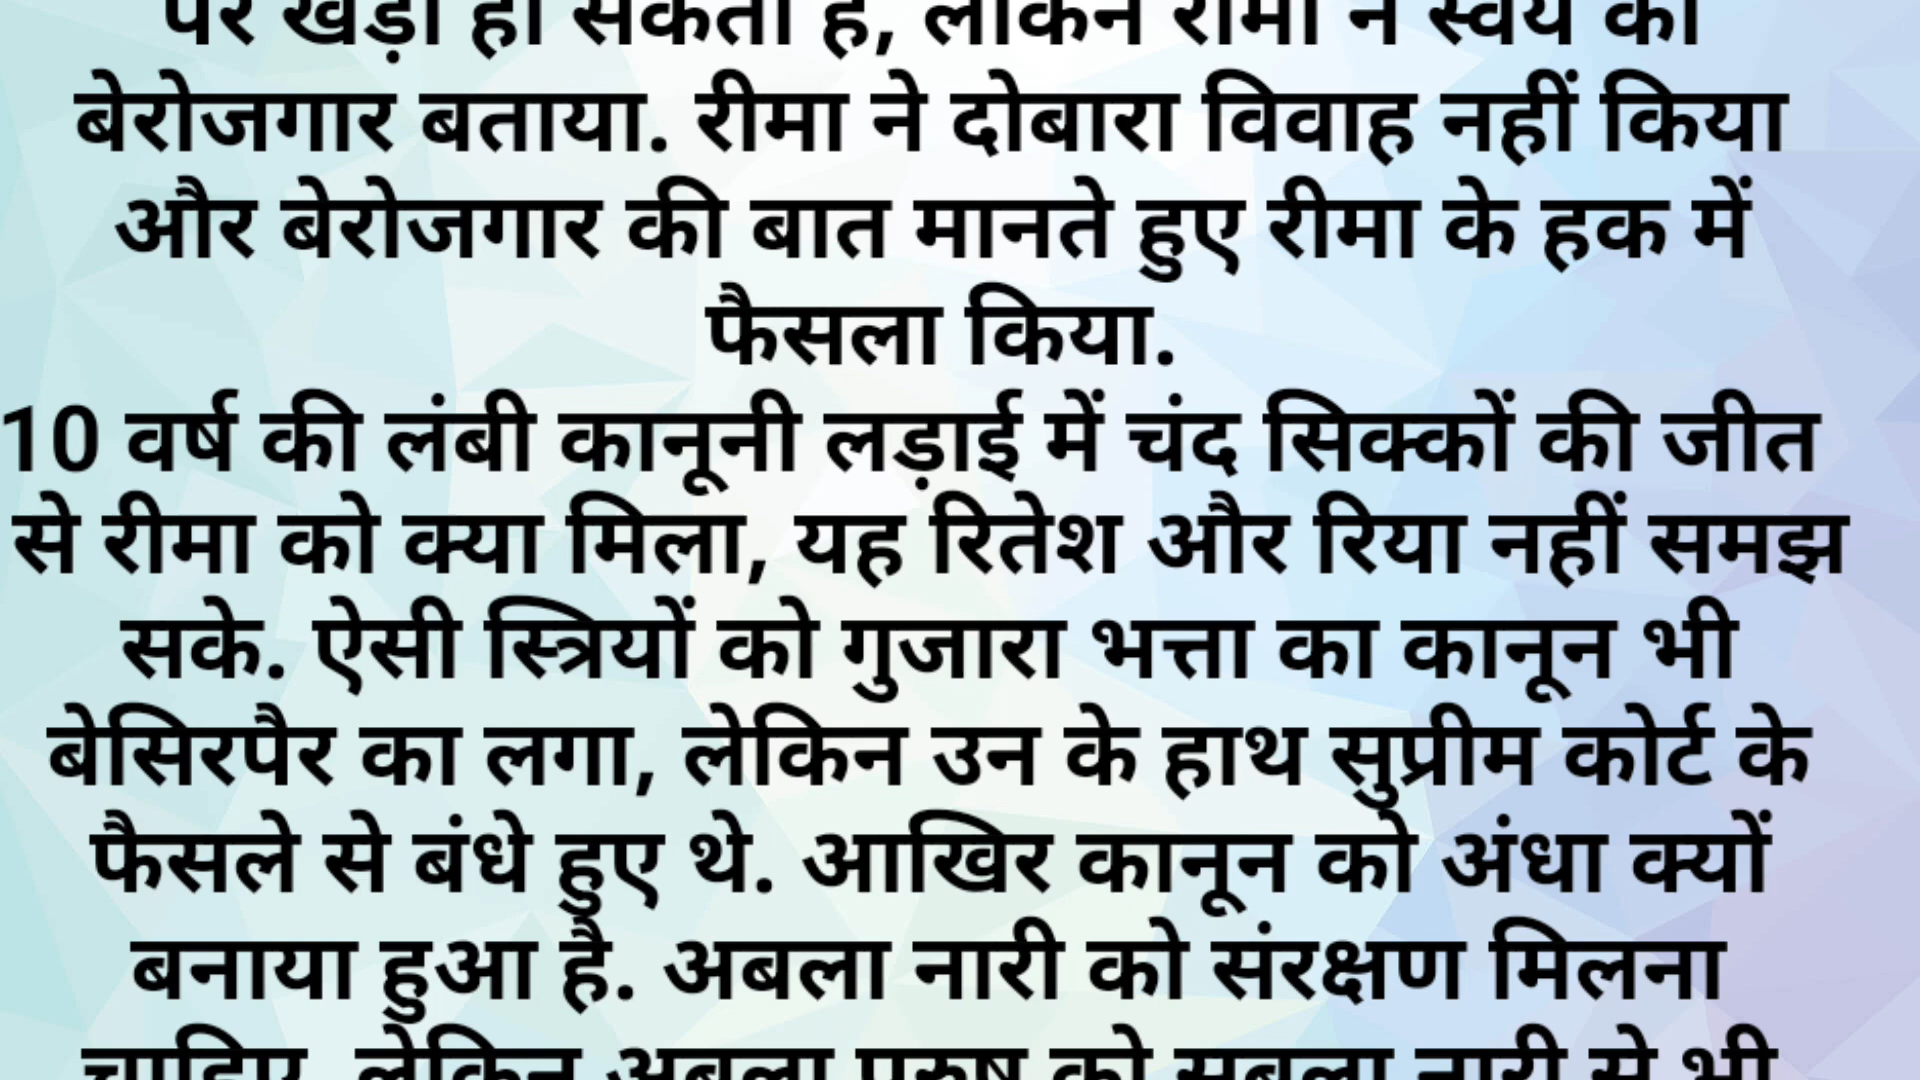 पर खड़ा हो सकता है, लेकिन रीमा ने स्वयं को
बेरोजगार बताया. रीमा ने दोबारा विवाह नहीं किया
और बेरोजगार की बात मानते हुए रीमा के हक में
फैसला किया.
10 वर्ष की लंबी कानूनी लड़ाई में चंद सिक्कों की जीत
से रीमा को क्या मिला, यह रितेश और रिया नहीं समझ
सके. ऐसी स्त्रियों को गुजारा भत्ता का कानून भी
बेसिरपैर का लगा, लेकिन उन के हाथ सुप्रीम कोर्ट के
फैसले से बंधे हुए थे. आखिर कानून को अंधा क्यों
बनाया हुआ है. अबला नारी को संरक्षण मिलना
चाहिए, लेकिन अबला पुरुष को सबला नारी से भी